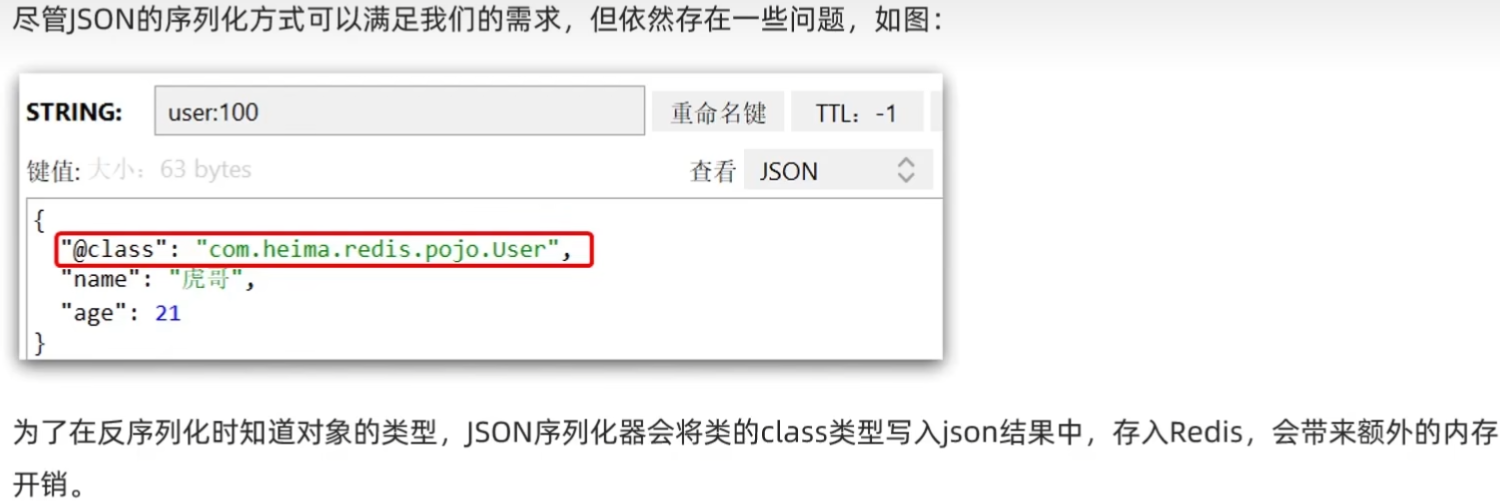 尽管JSON的序列化方式可以满足我们的需求，但依然存在一些问题，如图：
STRING: user:100 重命名键 TTL：-1
键值: 大小：63 bytes 查看 JSON
{
"@class": "com.heima.redis.pojo.User",
"name": "虎哥",
"age": 21
}
为了在反序列化时知道对象的类型，JSON序列化器会将类的class类型写入json结果中，存入Redis，会带来额外的内存
开销。